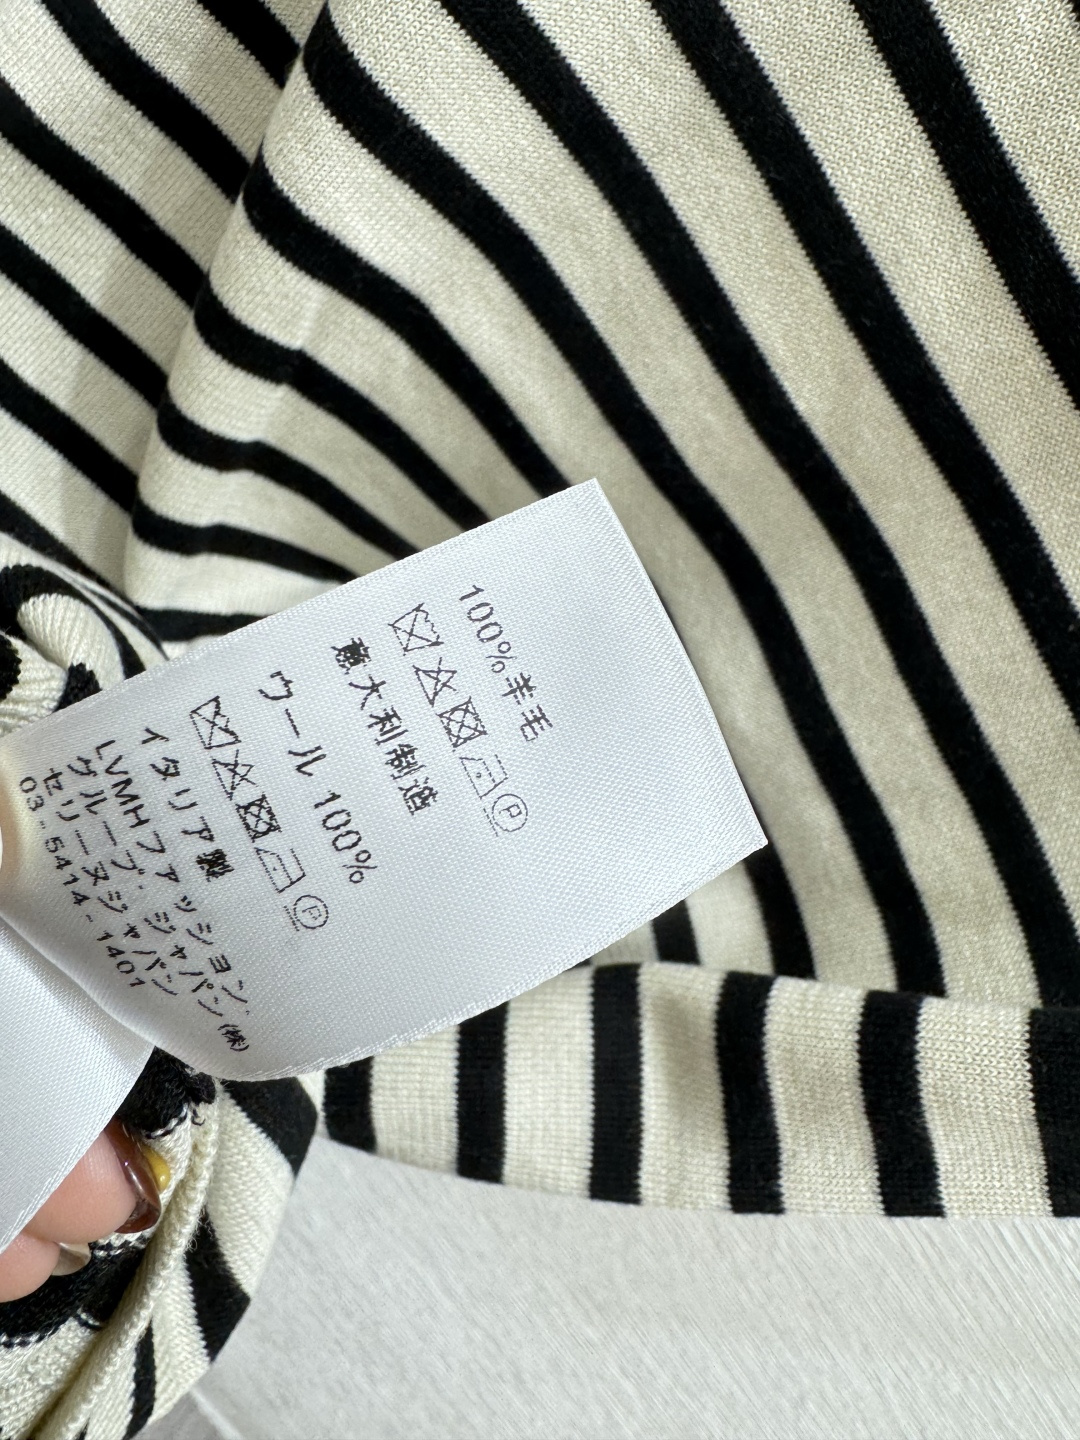 100%羊毛
意大利制造
ウール 100%
イタリア製
LVMHファッション.
グループ.ジャパン㈱
セリーヌジャパン
03-5414-1401